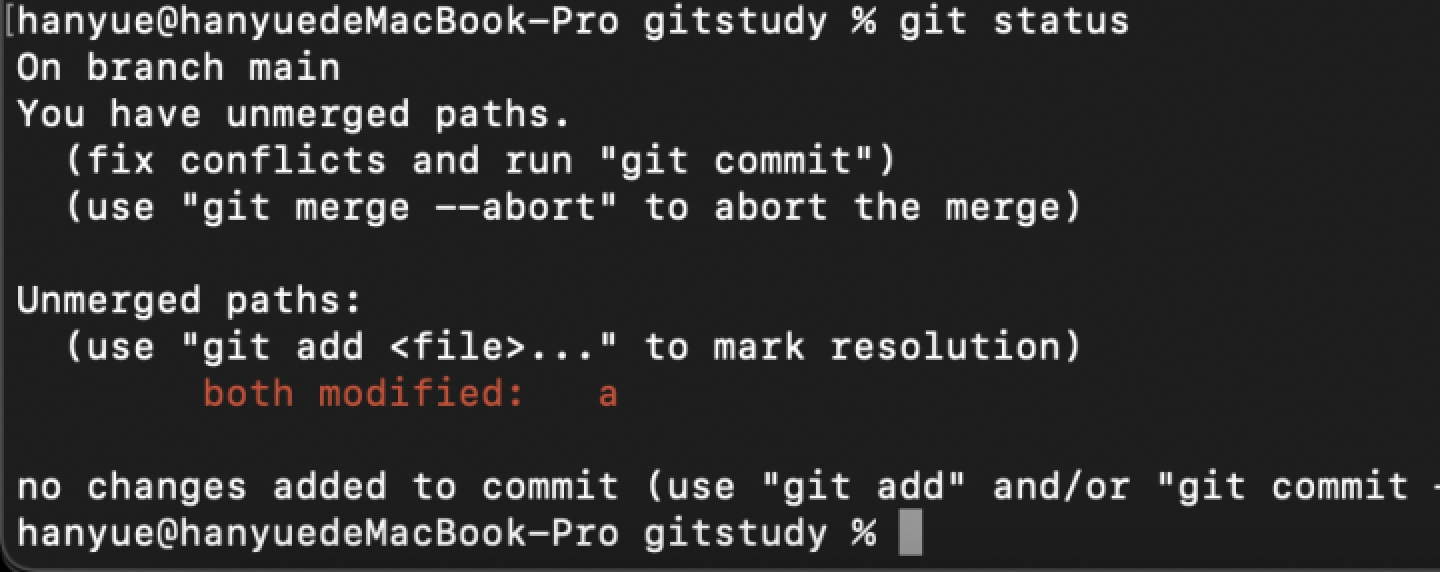 [hanyue@hanyuedeMacBook-Pro gitstudy % git status
On branch main
You have unmerged paths.
  (fix conflicts and run "git commit")
  (use "git merge --abort" to abort the merge)

Unmerged paths:
  (use "git add <file>..." to mark resolution)
        both modified:   a

no changes added to commit (use "git add" and/or "git commit -
hanyue@hanyuedeMacBook-Pro gitstudy %